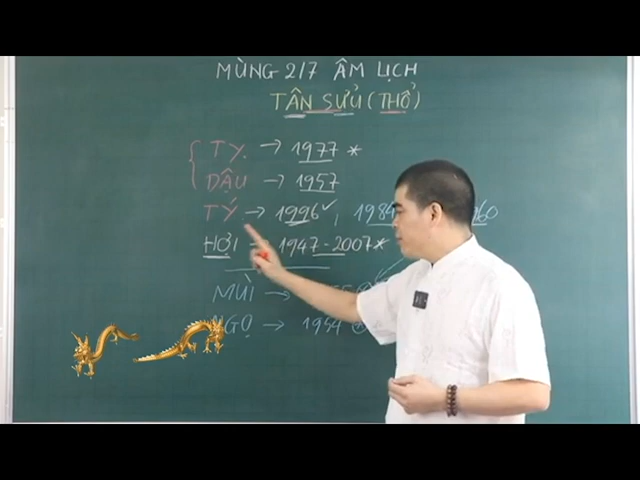 MÙNG 2/7 ÂM LỊCH
TÂN SỬU (THỔ)
TỴ → 1977 *
DẬU → 1957
TÝ → 1996 ✓, 1984
HỢI 1947 - 2007 *
MÙI →
NGỌ → 1954